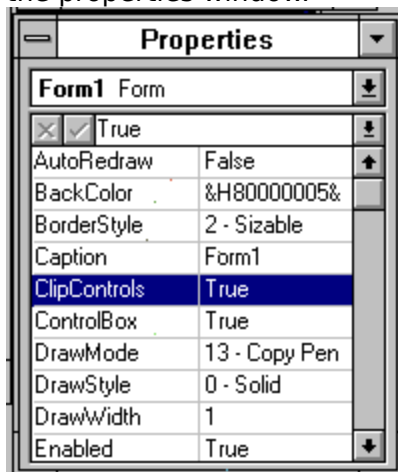 the properties window.
Properties
Form1 Form
True
AutoRedraw False
BackColor &H80000005&
BorderStyle 2 - Sizable
Caption Form1
ClipControls True
ControlBox True
DrawMode 13 - Copy Pen
DrawStyle 0 - Solid
DrawWidth 1
Enabled True